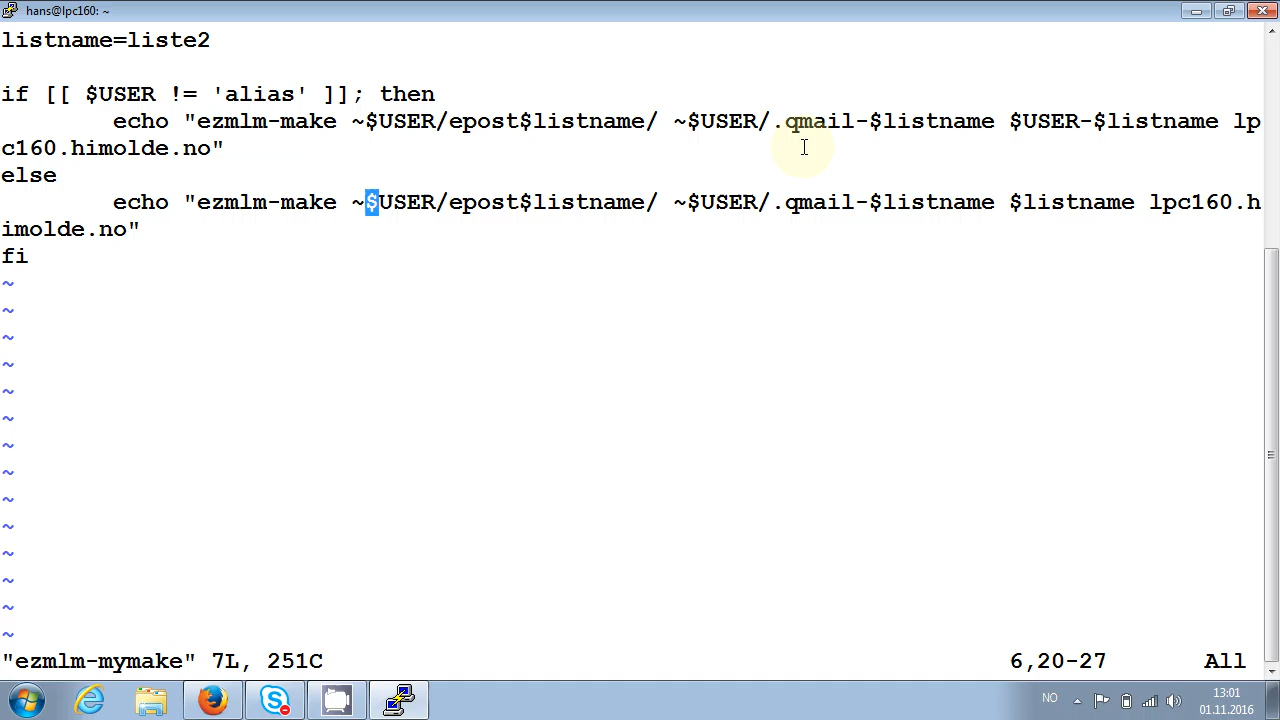 hans@lpc160: ~
listname=liste2
if [[ $USER != 'alias' ]]; then
echo "ezmlm-make ~$USER/epost$listname/ ~$USER/.qmail-$listname $USER-$listname lp
c160.himolde.no"
else
echo "ezmlm-make ~$USER/epost$listname/ ~$USER/.qmail-$listname $listname lpc160.h
imolde.no"
fi
~
~
~
~
~
~
~
~
~
~
~
~
~
~
"ezmlm-mymake" 7L, 251C 6,20-27 All
NO 13:01
01.11.2016